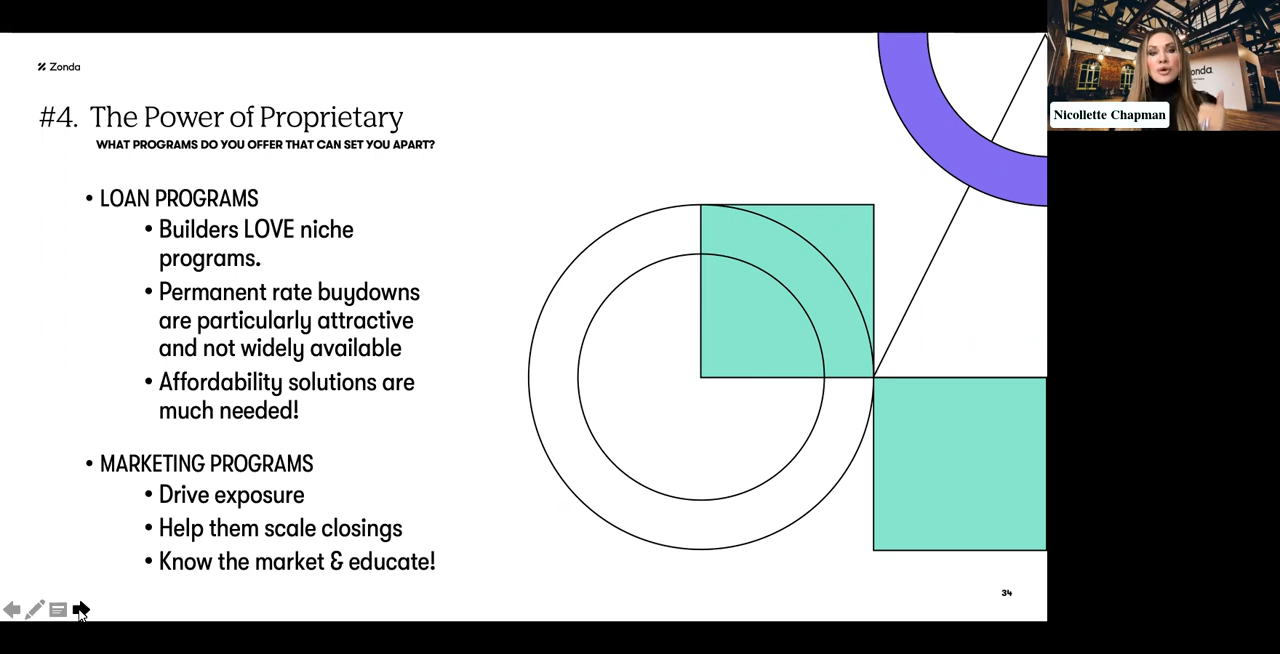 Zonda
#4. The Power of Proprietary
WHAT PROGRAMS DO YOU OFFER THAT CAN SET YOU APART?
• LOAN PROGRAMS
• Builders LOVE niche
programs.
• Permanent rate buydowns
are particularly attractive
and not widely available
• Affordability solutions are
much needed!
• MARKETING PROGRAMS
• Drive exposure
• Help them scale closings
• Know the market & educate!
34
Nicollette Chapman